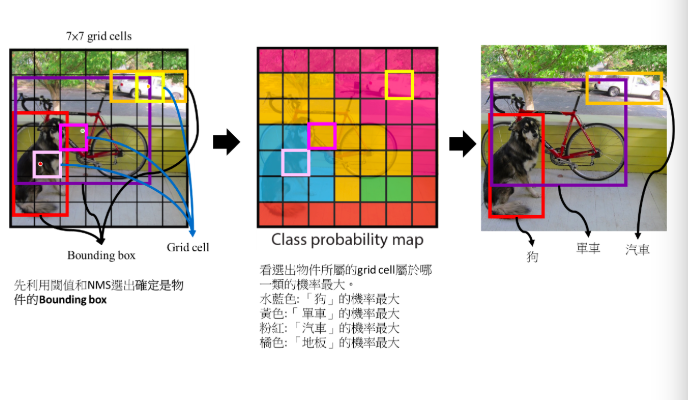 7x7 grid cells
Bounding box
Grid cell
先利用閾值和NMS選出確定是物
件的Bounding box
Class probability map
看選出物件所屬的grid cell屬於哪
一類的機率最大。
水藍色:「狗」的機率最大
黃色:「單車」的機率最大
粉紅:「汽車」的機率最大
橘色:「地板」的機率最大
狗
單車
汽車